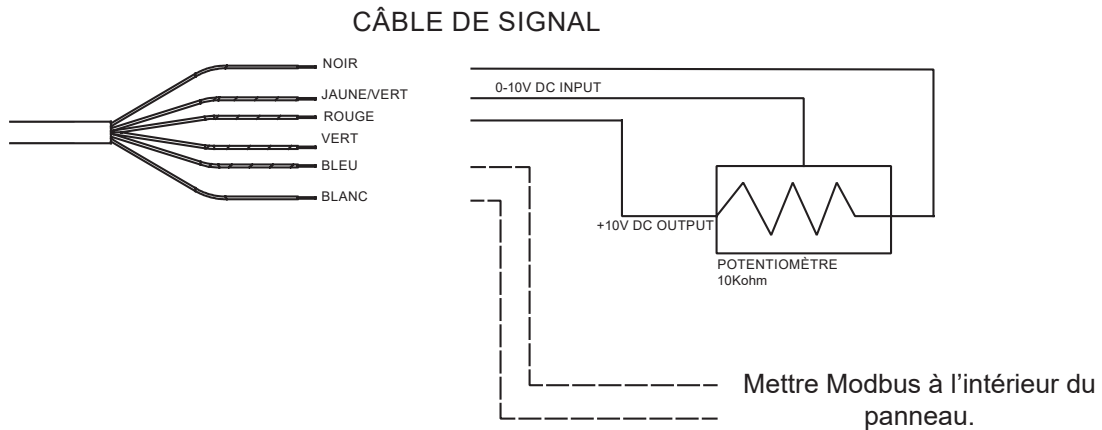 CÂBLE DE SIGNAL
NOIR
JAUNE/VERT
ROUGE
VERT
BLEU
BLANC
0-10V DC INPUT
+10V DC OUTPUT
POTENTIOMÈTRE
10Kohm
Mettre Modbus à l’intérieur du
panneau.